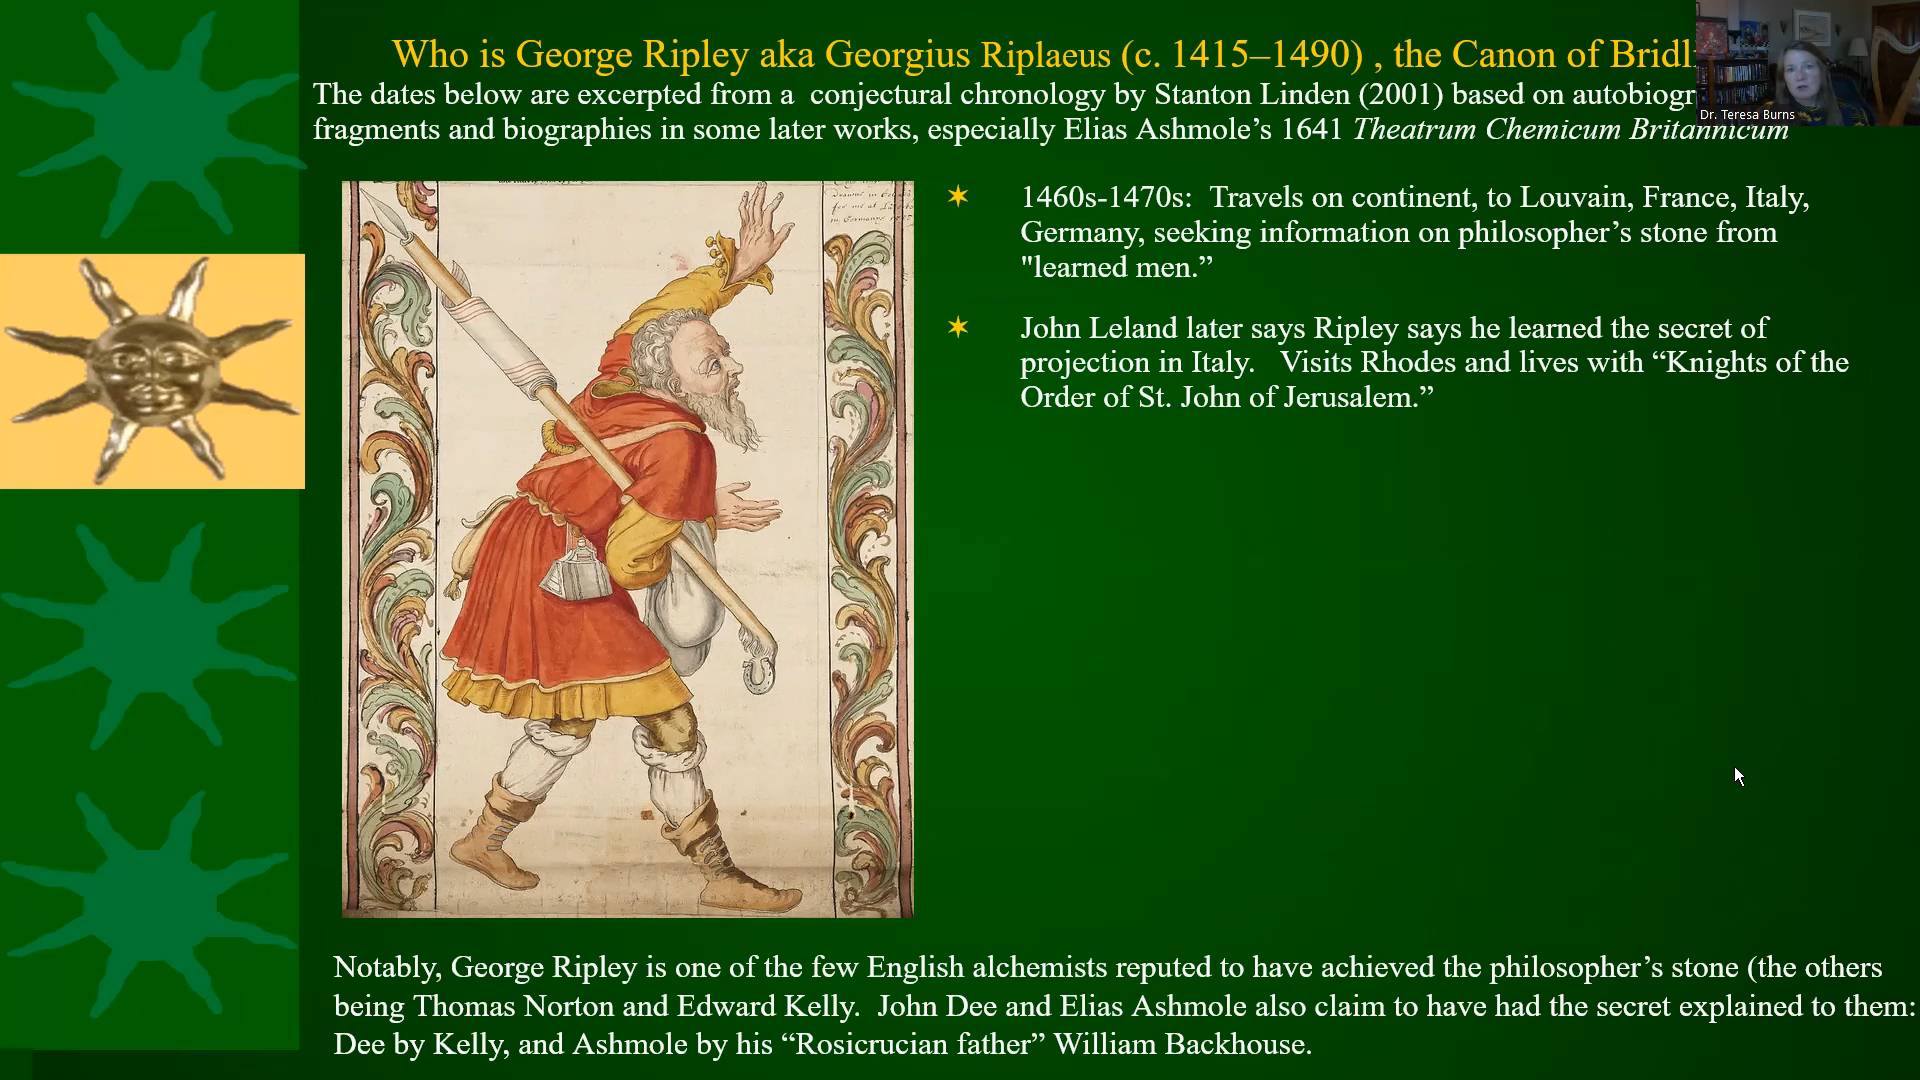 Who is George Ripley aka Georgius Riplaeus (c. 1415–1490) , the Canon of Bridl
The dates below are excerpted from a  conjectural chronology by Stanton Linden (2001) based on autobiogr
fragments and biographies in some later works, especially Elias Ashmole’s 1641 Theatrum Chemicum Britannicum
Dr. Teresa Burns
1460s-1470s:  Travels on continent, to Louvain, France, Italy,
Germany, seeking information on philosopher’s stone from
"learned men.”
John Leland later says Ripley says he learned the secret of
projection in Italy.   Visits Rhodes and lives with “Knights of the
Order of St. John of Jerusalem.”
Notably, George Ripley is one of the few English alchemists reputed to have achieved the philosopher’s stone (the others
being Thomas Norton and Edward Kelly.  John Dee and Elias Ashmole also claim to have had the secret explained to them:
Dee by Kelly, and Ashmole by his “Rosicrucian father” William Backhouse.